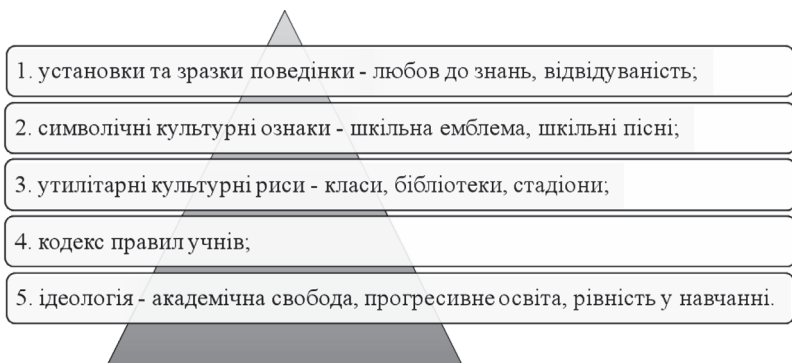 1. установки та зразки поведінки - любов до знань, відвідуваність;
2. символічні культурні ознаки - шкільна емблема, шкільні пісні;
3. утилітарні культурні риси - класи, бібліотеки, стадіони;
4. кодекс правил учнів;
5. ідеологія - академічна свобода, прогресивне освіта, рівність у навчанні.